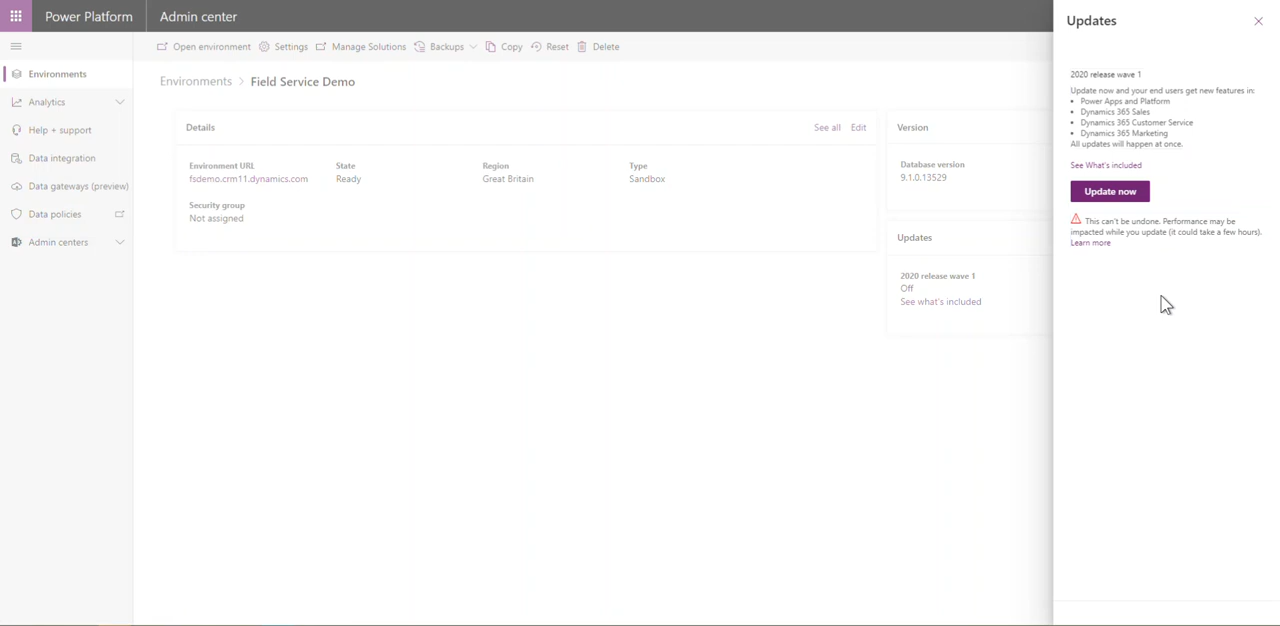 Power Platform
Admin center
Open environment
Settings
Manage Solutions
Backups
Copy
Reset
Delete
Environments
Analytics
Help + support
Data integration
Data gateways (preview)
Data policies
Admin centers
Environments > Field Service Demo
Details
See all
Edit
Environment URL
fsdemo.crm11.dynamics.com
State
Ready
Region
Great Britain
Type
Sandbox
Security group
Not assigned
Version
Database version
9.1.0.13529
Updates
2020 release wave 1
Off
See what's included
Updates
2020 release wave 1
Update now and your end users get new features in:
• Power Apps and Platform
• Dynamics 365 Sales
• Dynamics 365 Customer Service
• Dynamics 365 Marketing
All updates will happen at once.
See What's included
Update now
This can't be undone. Performance may be
impacted while you update (it could take a few hours).
Learn more